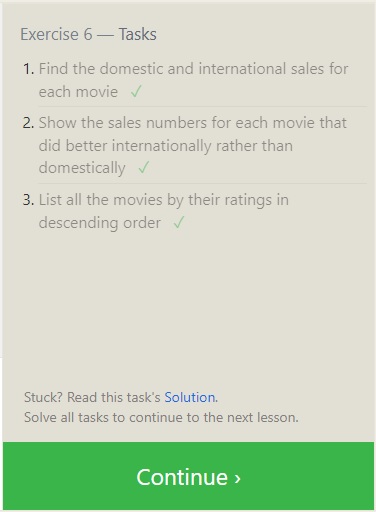 Exercise 6 — Tasks
1. Find the domestic and international sales for
each movie ✓
2. Show the sales numbers for each movie that
did better internationally rather than
domestically ✓
3. List all the movies by their ratings in
descending order ✓
Stuck? Read this task's Solution.
Solve all tasks to continue to the next lesson.
Continue ›